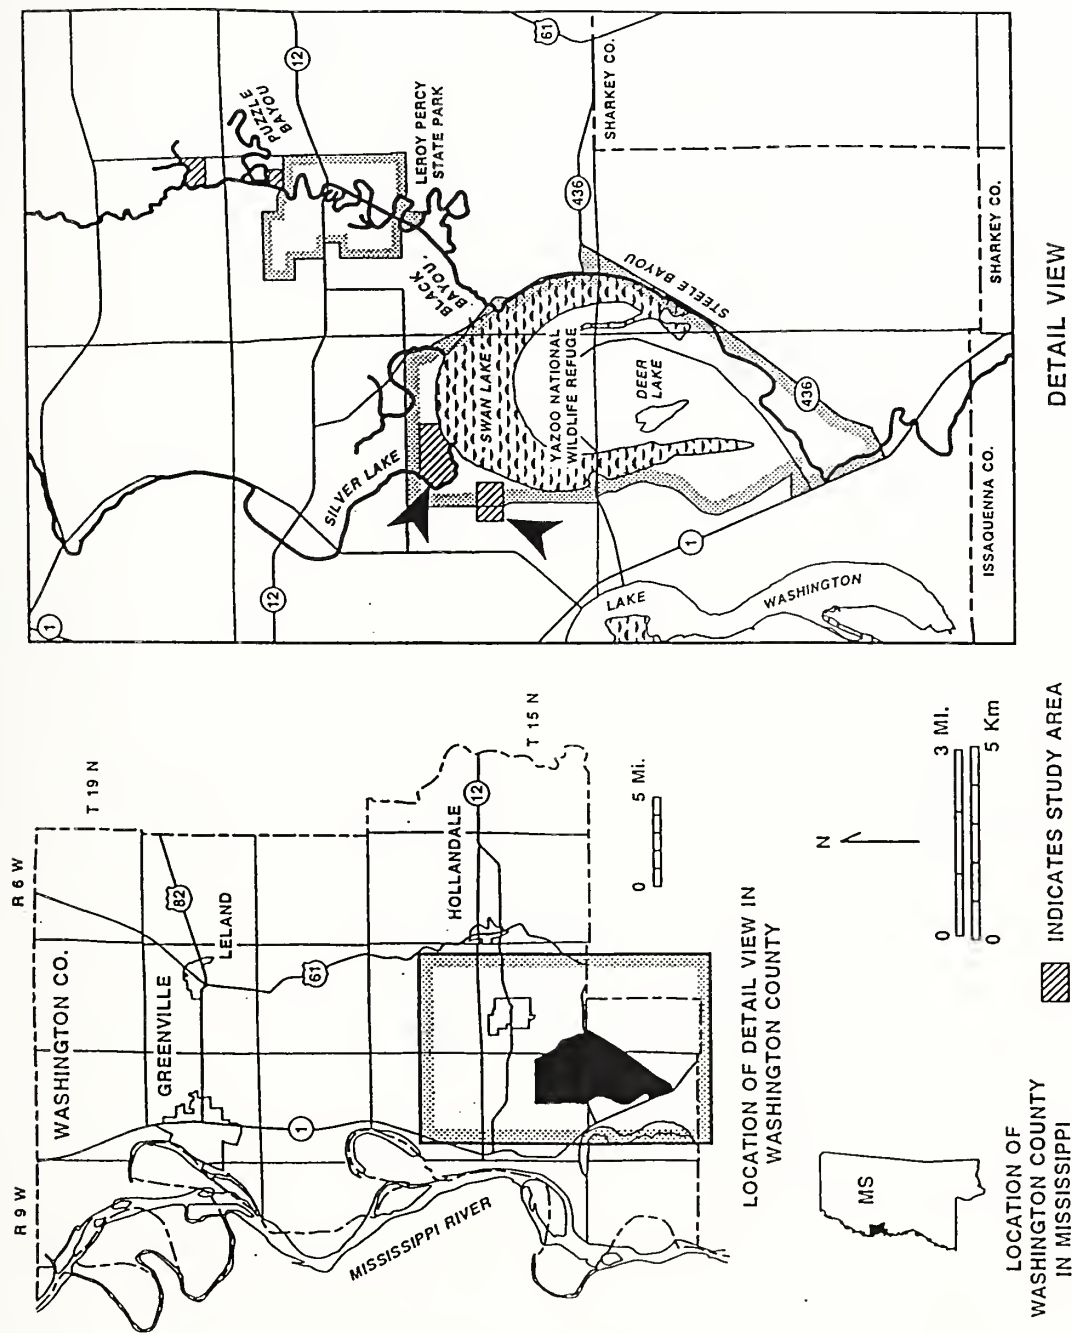 R 9 W
R 6 W
T 19 N
WASHINGTON CO.
GREENVILLE
82
LELAND
1
61
HOLLANDALE
12
T 15 N
MISSISSIPPI RIVER
0 5 Mi.
LOCATION OF DETAIL VIEW IN
WASHINGTON COUNTY
MS
LOCATION OF
WASHINGTON COUNTY
IN MISSISSIPPI
N
0 3 MI.
0 5 Km
INDICATES STUDY AREA
1
12
PUZZLE
BAYOU
12
61
LEROY PERCY
STATE PARK
SILVER LAKE
BLACK
BAYOU
SWAN LAKE
YAZOO NATIONAL
WILDLIFE REFUGE
436
SHARKEY CO.
STEELE BAYOU
DEER
LAKE
LAKE
WASHINGTON
1
436
ISSAQUENNA CO.
SHARKEY CO.
DETAIL VIEW